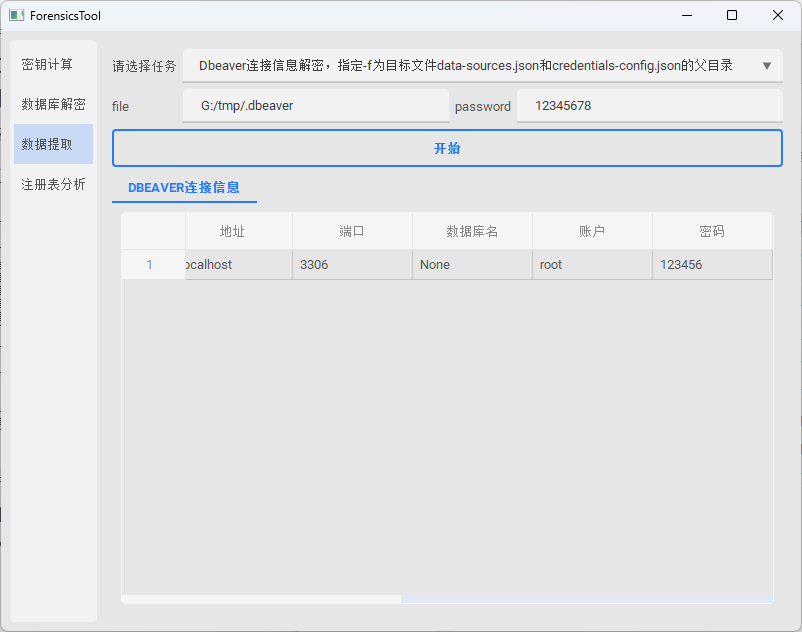 ForensicsTool
密钥计算
数据库解密
数据提取
注册表分析
请选择任务 Dbeaver连接信息解密，指定-f为目标文件data-sources.json和credentials-config.json的父目录
file G:/tmp/.dbeaver password 12345678
开始
DBEAVER连接信息
地址 端口 数据库名 账户 密码
1 ocalhost 3306 None root 123456